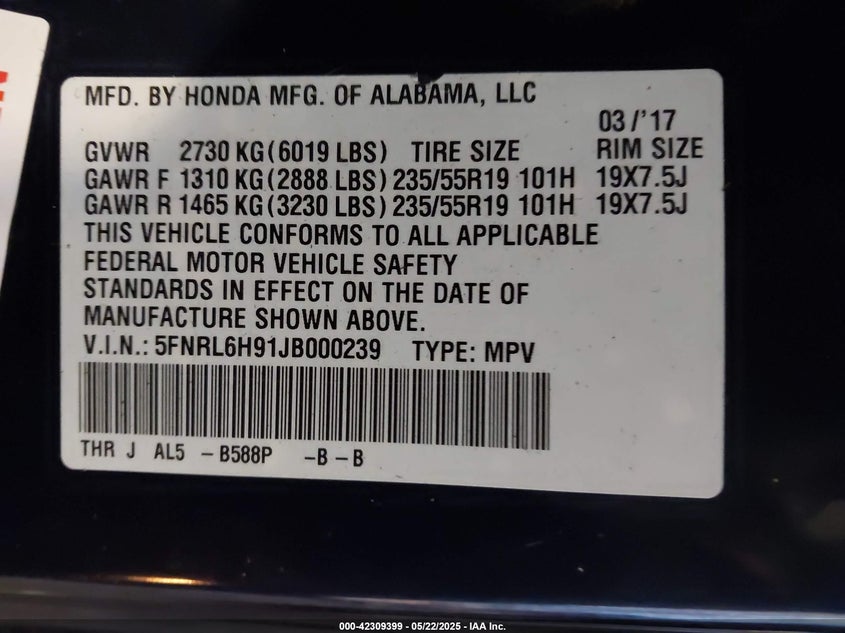 MFD. BY HONDA MFG. OF ALABAMA, LLC
03/'17
GVWR 2730 KG(6019 LBS) TIRE SIZE RIM SIZE
GAWR F 1310 KG(2888 LBS) 235/55R19 101H 19X7.5J
GAWR R 1465 KG(3230 LBS) 235/55R19 101H 19X7.5J
THIS VEHICLE CONFORMS TO ALL APPLICABLE
FEDERAL MOTOR VEHICLE SAFETY
STANDARDS IN EFFECT ON THE DATE OF
MANUFACTURE SHOWN ABOVE.
V.I.N.: 5FNRL6H91JB000239 TYPE: MPV
THR J AL5 -B588P -B-B
000-42309399 - 05/22/2025 - IAA Inc.